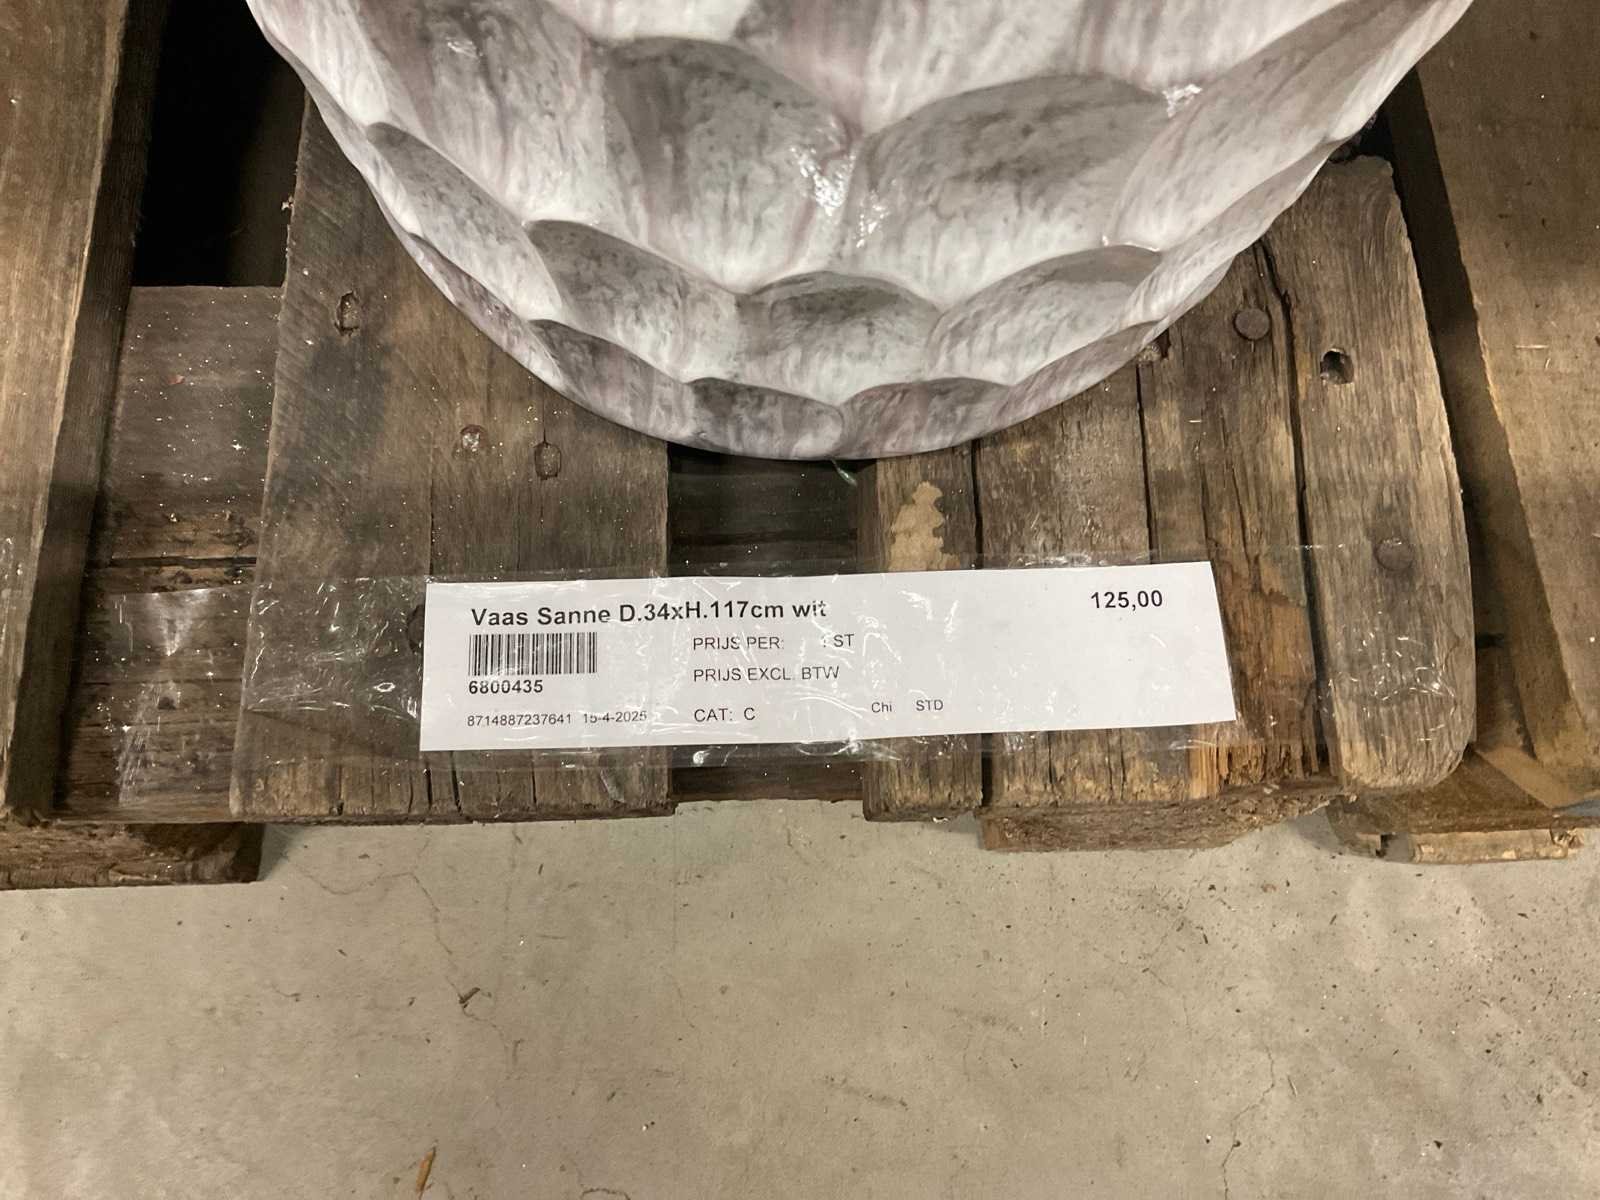 Vaas Sanne D.34xH.117cm wit
125,00
PRIJS PER: 1 ST
6800435
PRIJS EXCL. BTW
8714887237641 15-4-2025
CAT: C
Chi STD